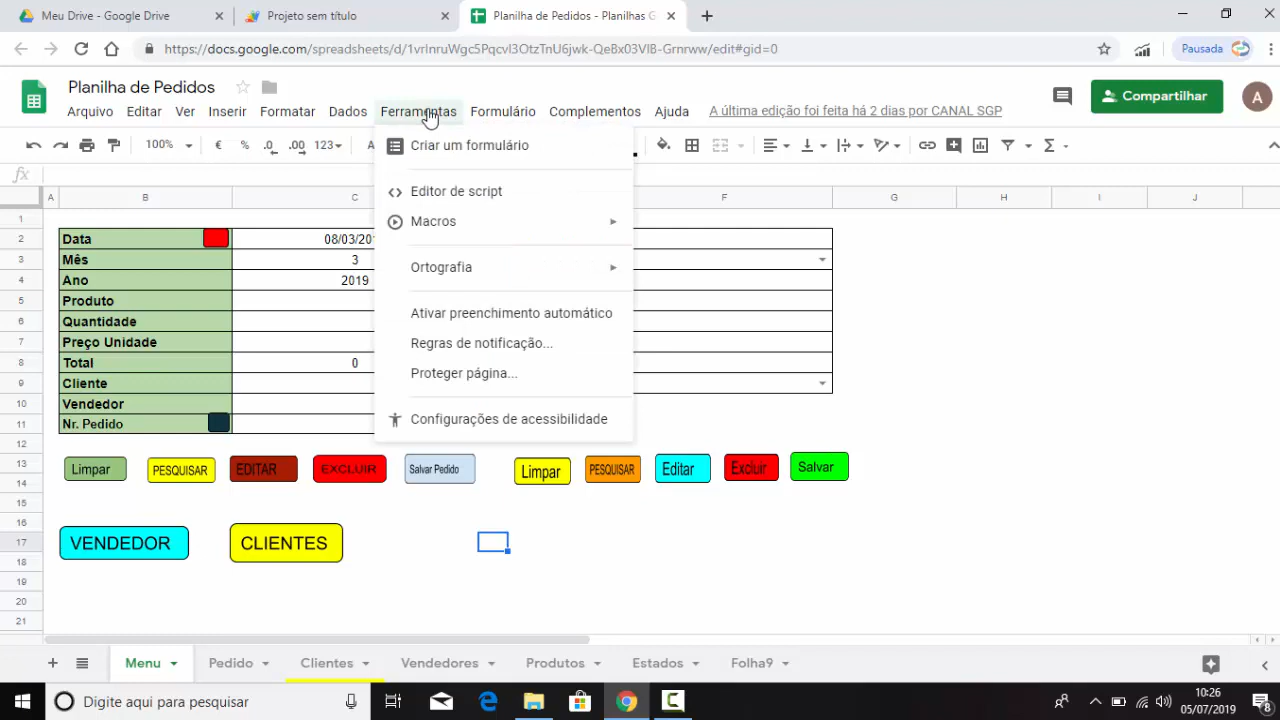 Meu Drive - Google Drive
Projeto sem título
Planilha de Pedidos - Planilhas G
https://docs.google.com/spreadsheets/d/1vrlnruWgc5Pqcvl3OtzTnU6jwk-QeBx03VlB-Grnrww/edit#gid=0
Pausada
Planilha de Pedidos
Compartilhar
A
Arquivo Editar Ver Inserir Formatar Dados Ferramentas Formulário Complementos Ajuda A última edição foi feita há 2 dias por CANAL SGP
100% € % .0 .00 123 A
fx
Criar um formulário
Editor de script
Macros
Ortografia
Ativar preenchimento automático
Regras de notificação...
Proteger página...
Configurações de acessibilidade
A B C F G H I J
1
2 Data 08/03/201
3 Mês 3
4 Ano 2019
5 Produto
6 Quantidade
7 Preço Unidade
8 Total 0
9 Cliente
10 Vendedor
11 Nr. Pedido
12
13
14
Limpar PESQUISAR EDITAR EXCLUIR Salvar Pedido Limpar PESQUISAR Editar Excluir Salvar
15
16
17
18
VENDEDOR CLIENTES
19
20
21
Menu Pedido Clientes Vendedores Produtos Estados Folha9
Digite aqui para pesquisar
10:26
05/07/2019
8